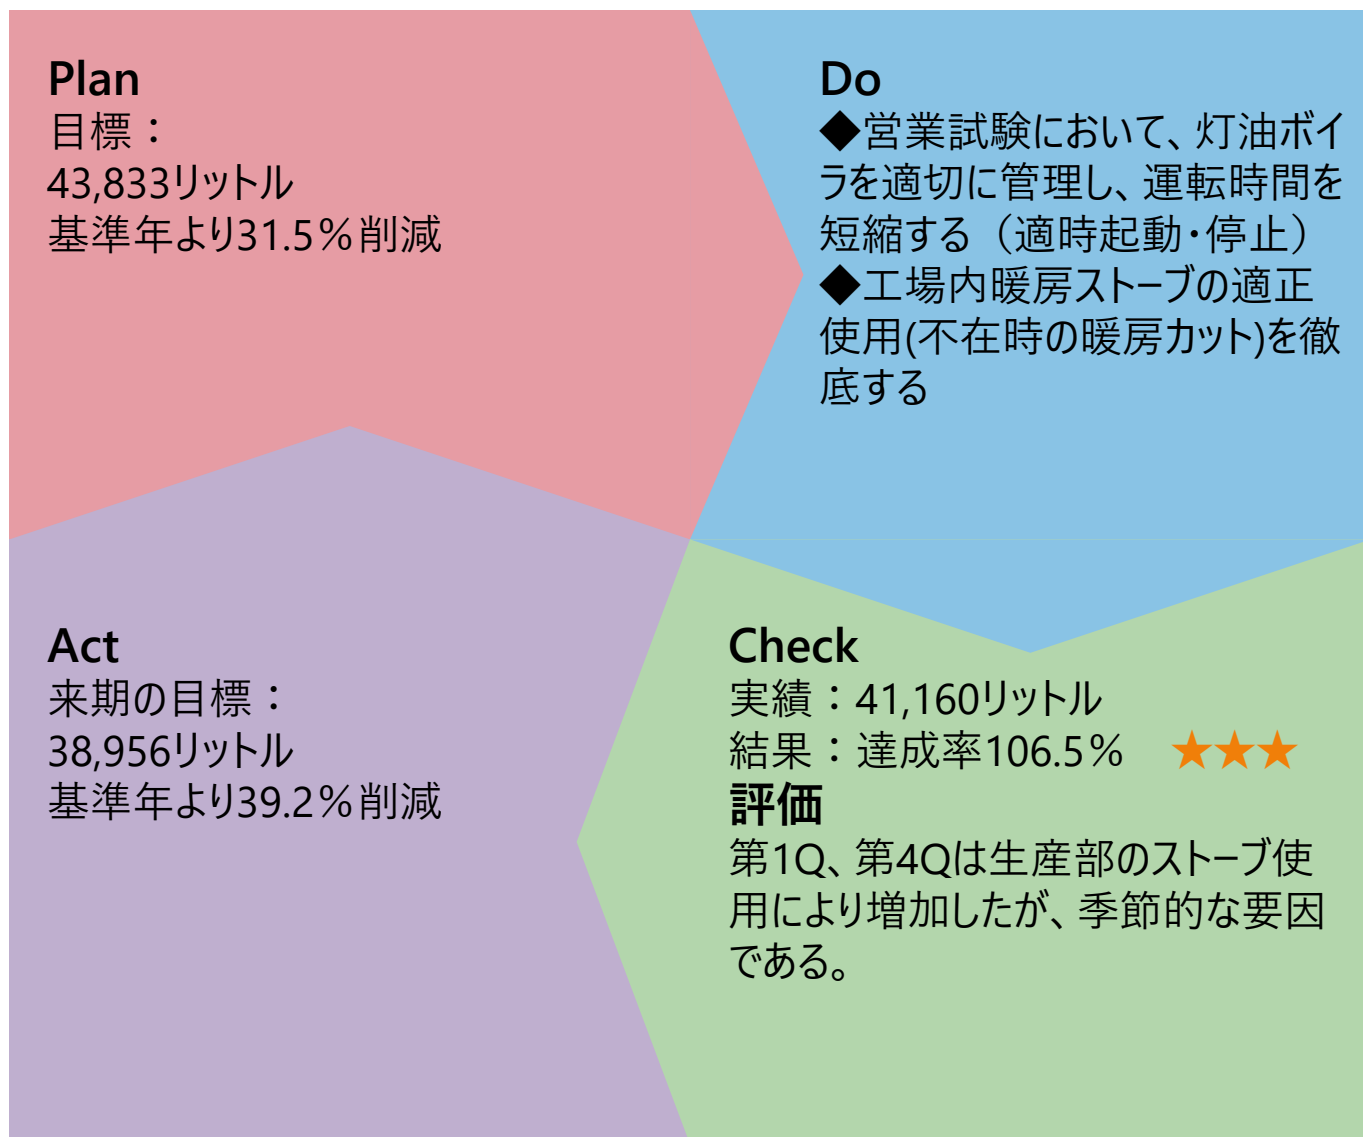 Plan
目標：
43,833リットル
基準年より31.5％削減
Do
◆営業試験において、灯油ボイ
ラを適切に管理し、運転時間を
短縮する（適時起動・停止）
◆工場内暖房ストーブの適正
使用(不在時の暖房カット)を徹
底する
Check
実績：41,160リットル
結果：達成率106.5％　★★★
評価
第1Q、第4Qは生産部のストーブ使
用により増加したが、季節的な要因
である。
Act
来期の目標：
38,956リットル
基準年より39.2％削減